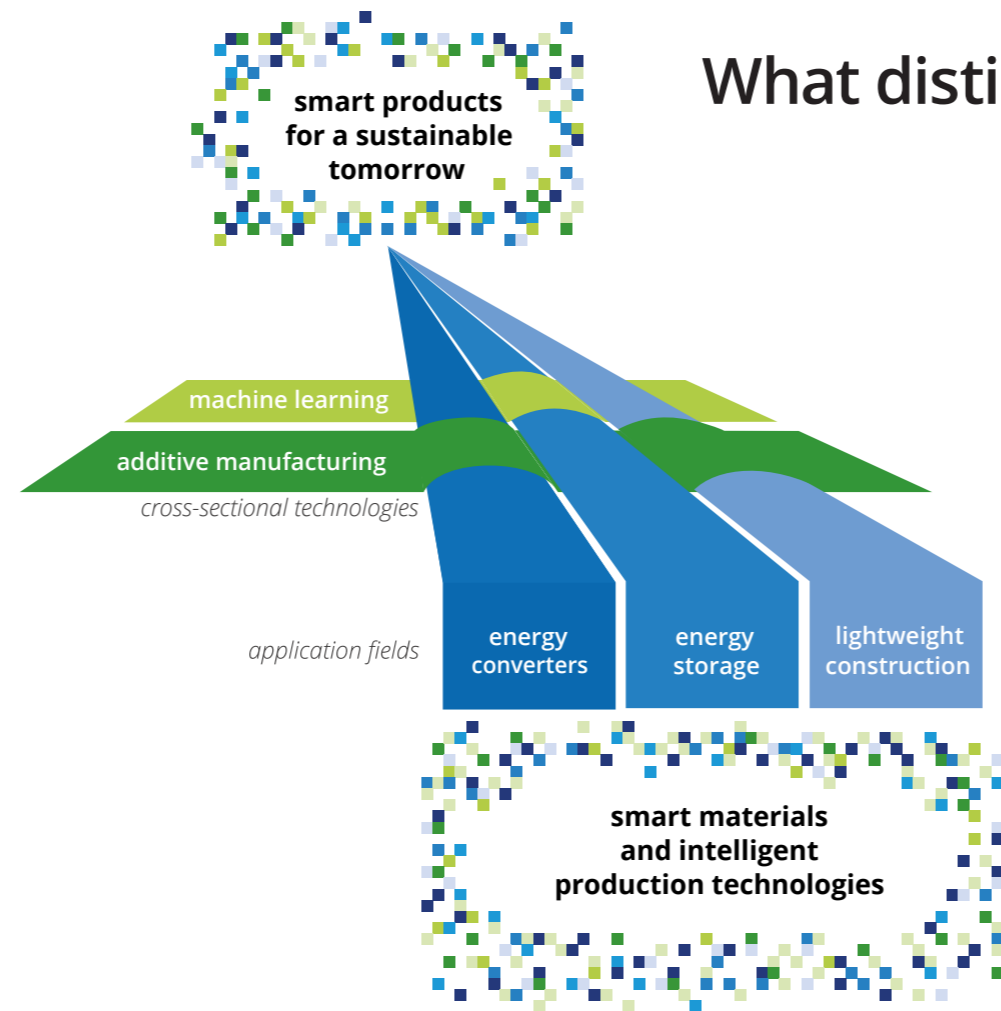 What disti
smart products
for a sustainable
tomorrow
machine learning
additive manufacturing
cross-sectional technologies
application fields
energy
converters
energy
storage
lightweight
construction
smart materials
and intelligent
production technologies